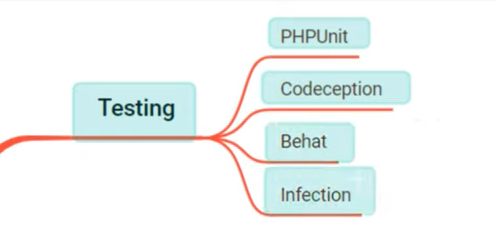 Testing
PHPUnit
Codeception
Behat
Infection